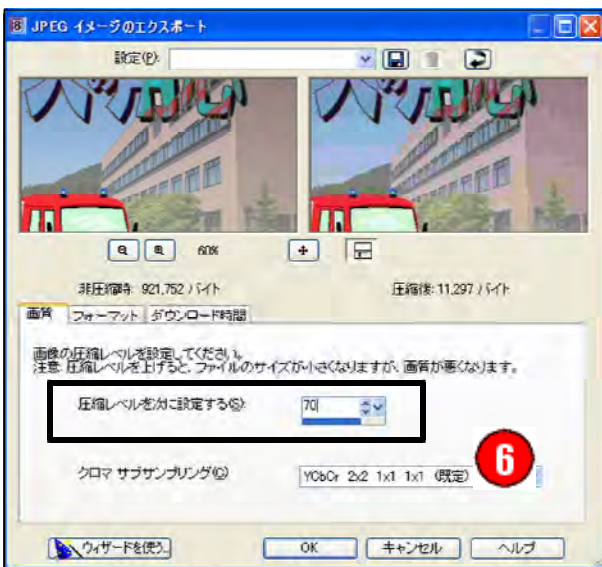 JPEG イメージのエクスポート
設定(P):
60%
非圧縮時: 921,752 バイト
圧縮後: 11,297 バイト
画質 フォーマット ダウンロード時間
画像の圧縮レベルを設定してください。
注意: 圧縮レベルを上げると、ファイルのサイズが小さくなりますが、画質が悪くなります。
圧縮レベルを次に設定する(S): 70
クロマ サブサンプリング(C) YCbCr 2x2 1x1 1x1 (既定)
6
ウィザードを使う... OK キャンセル ヘルプ